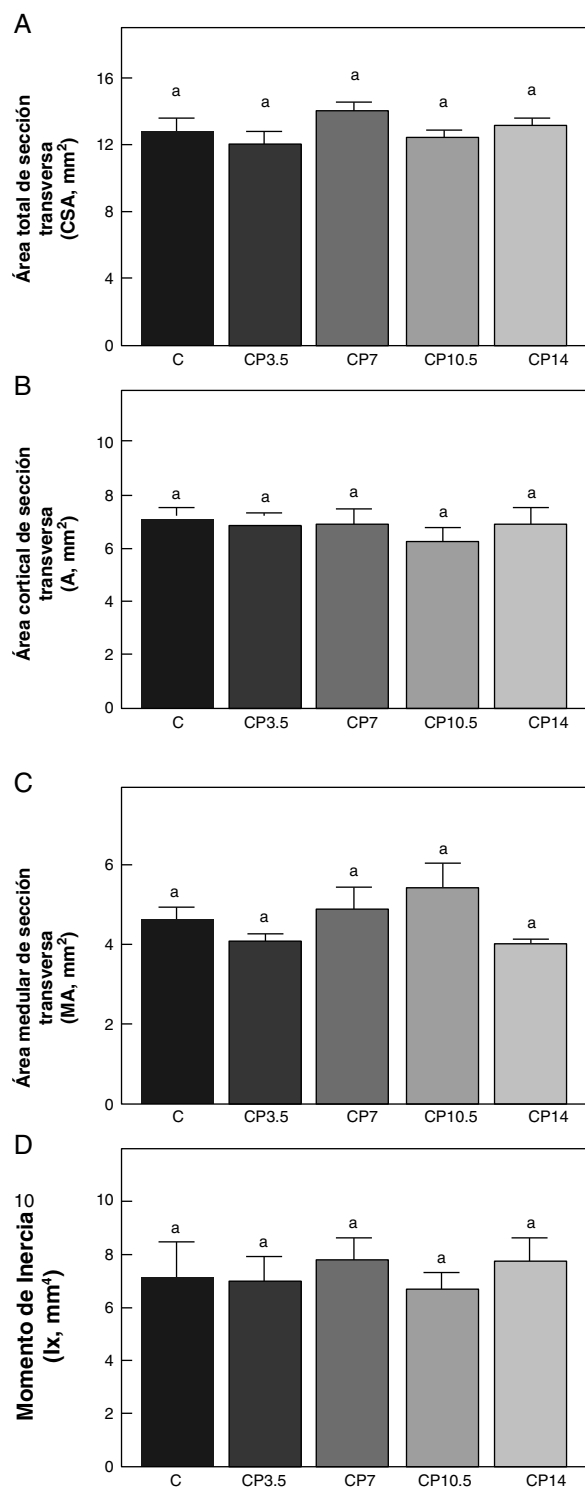 A
Área total de sección
transversa
(CSA, mm²)
16
12
8
4
0
a a a a a
C CP3.5 CP7 CP10.5 CP14
B
Área cortical de sección
transversa
(A, mm²)
10
8
6
4
2
0
a a a a a
C CP3.5 CP7 CP10.5 CP14
C
Área medular de sección
transversa
(MA, mm²)
6
4
2
0
a a a a a
C CP3.5 CP7 CP10.5 CP14
D
Momento de Inercia
(Ix, mm⁴)
10
10
8
6
4
2
0
a a a a a
C CP3.5 CP7 CP10.5 CP14